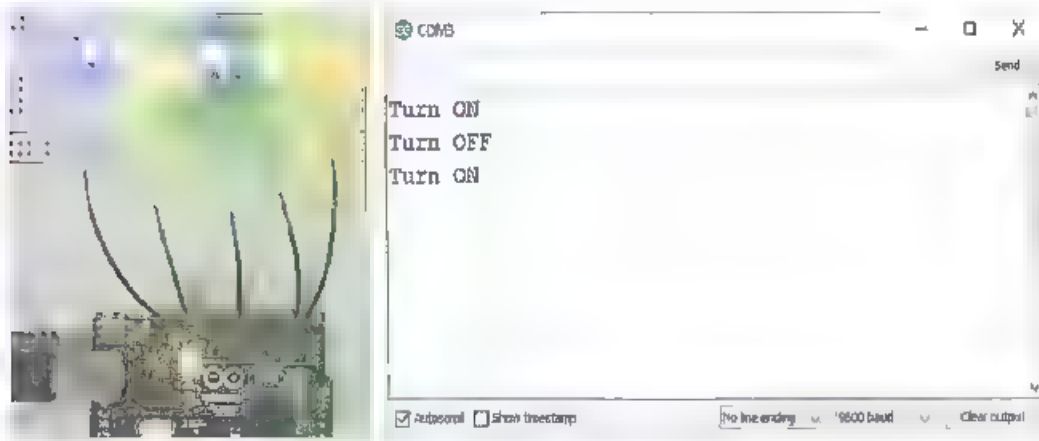 COM3
Send
Turn ON
Turn OFF
Turn ON
Autoscroll Show timestamp
No line ending 9600 baud Clear output